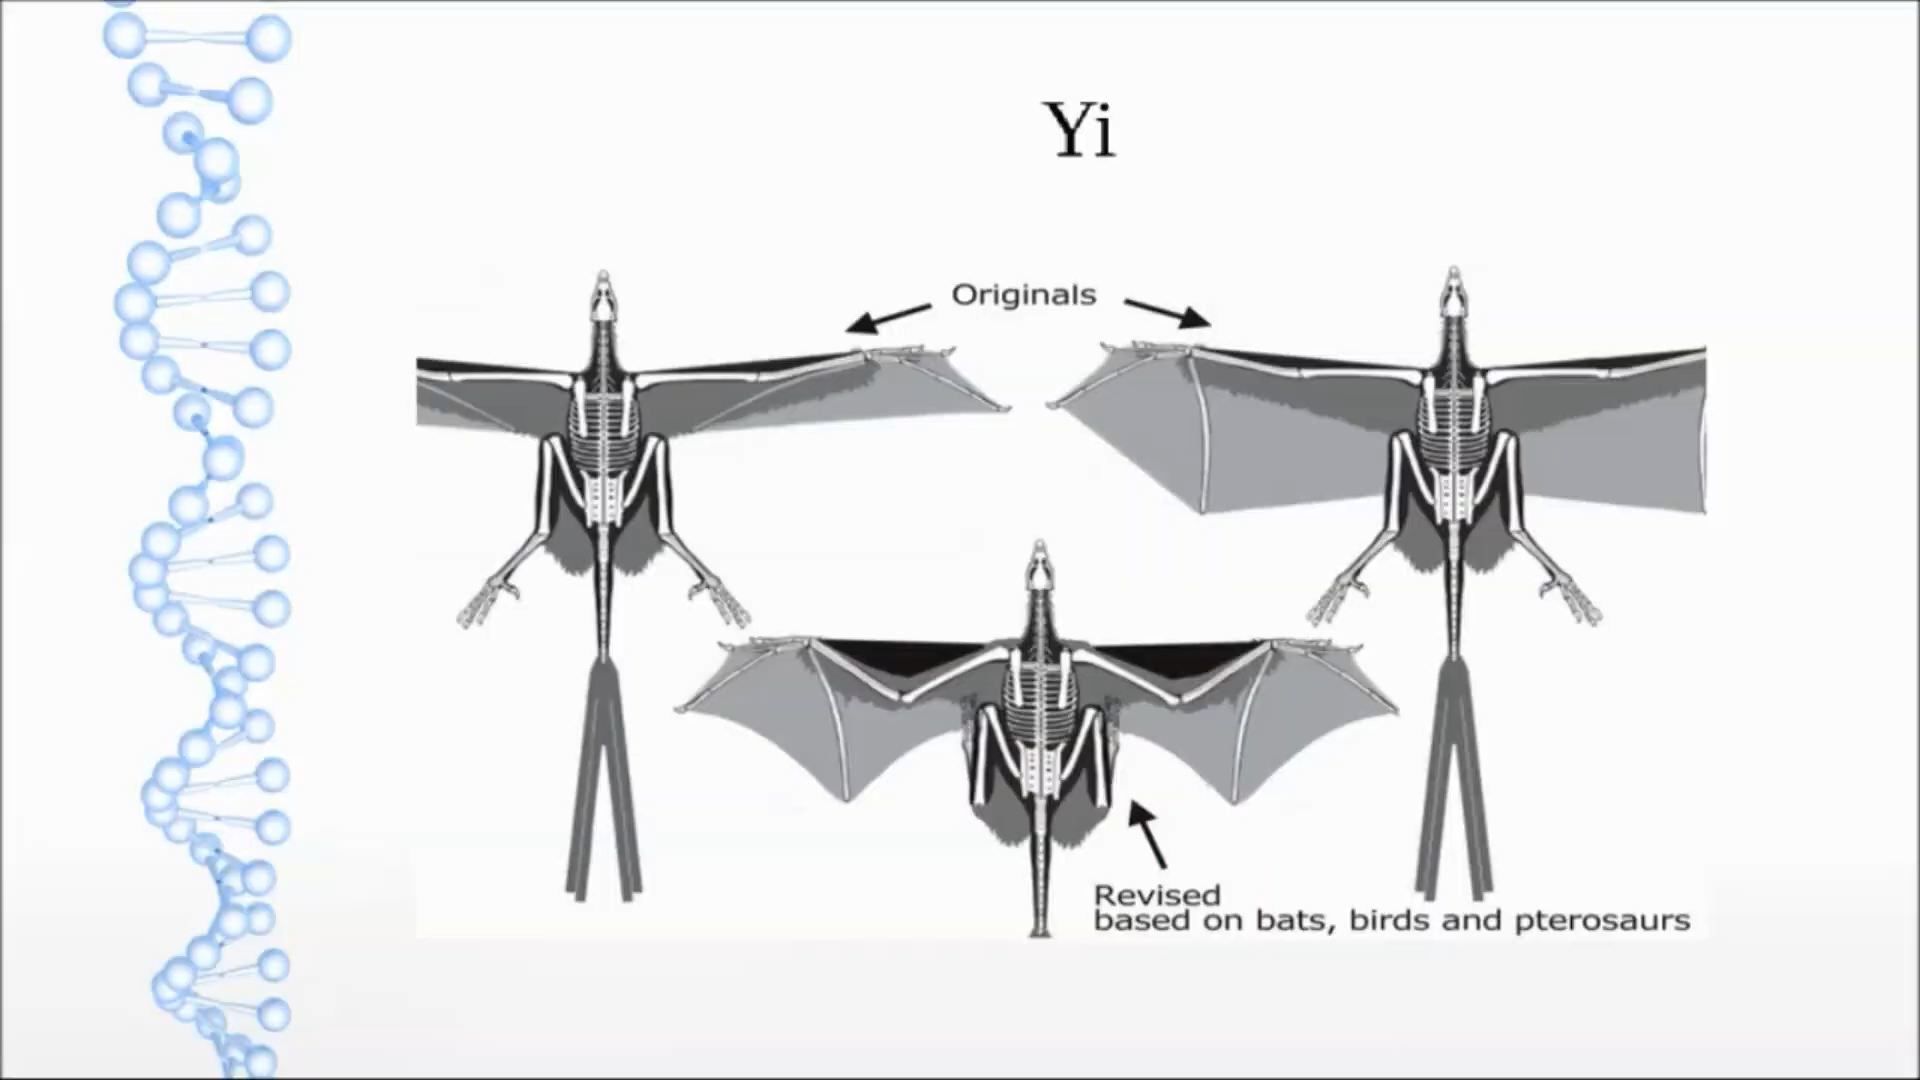 Yi
Originals
Revised
based on bats, birds and pterosaurs